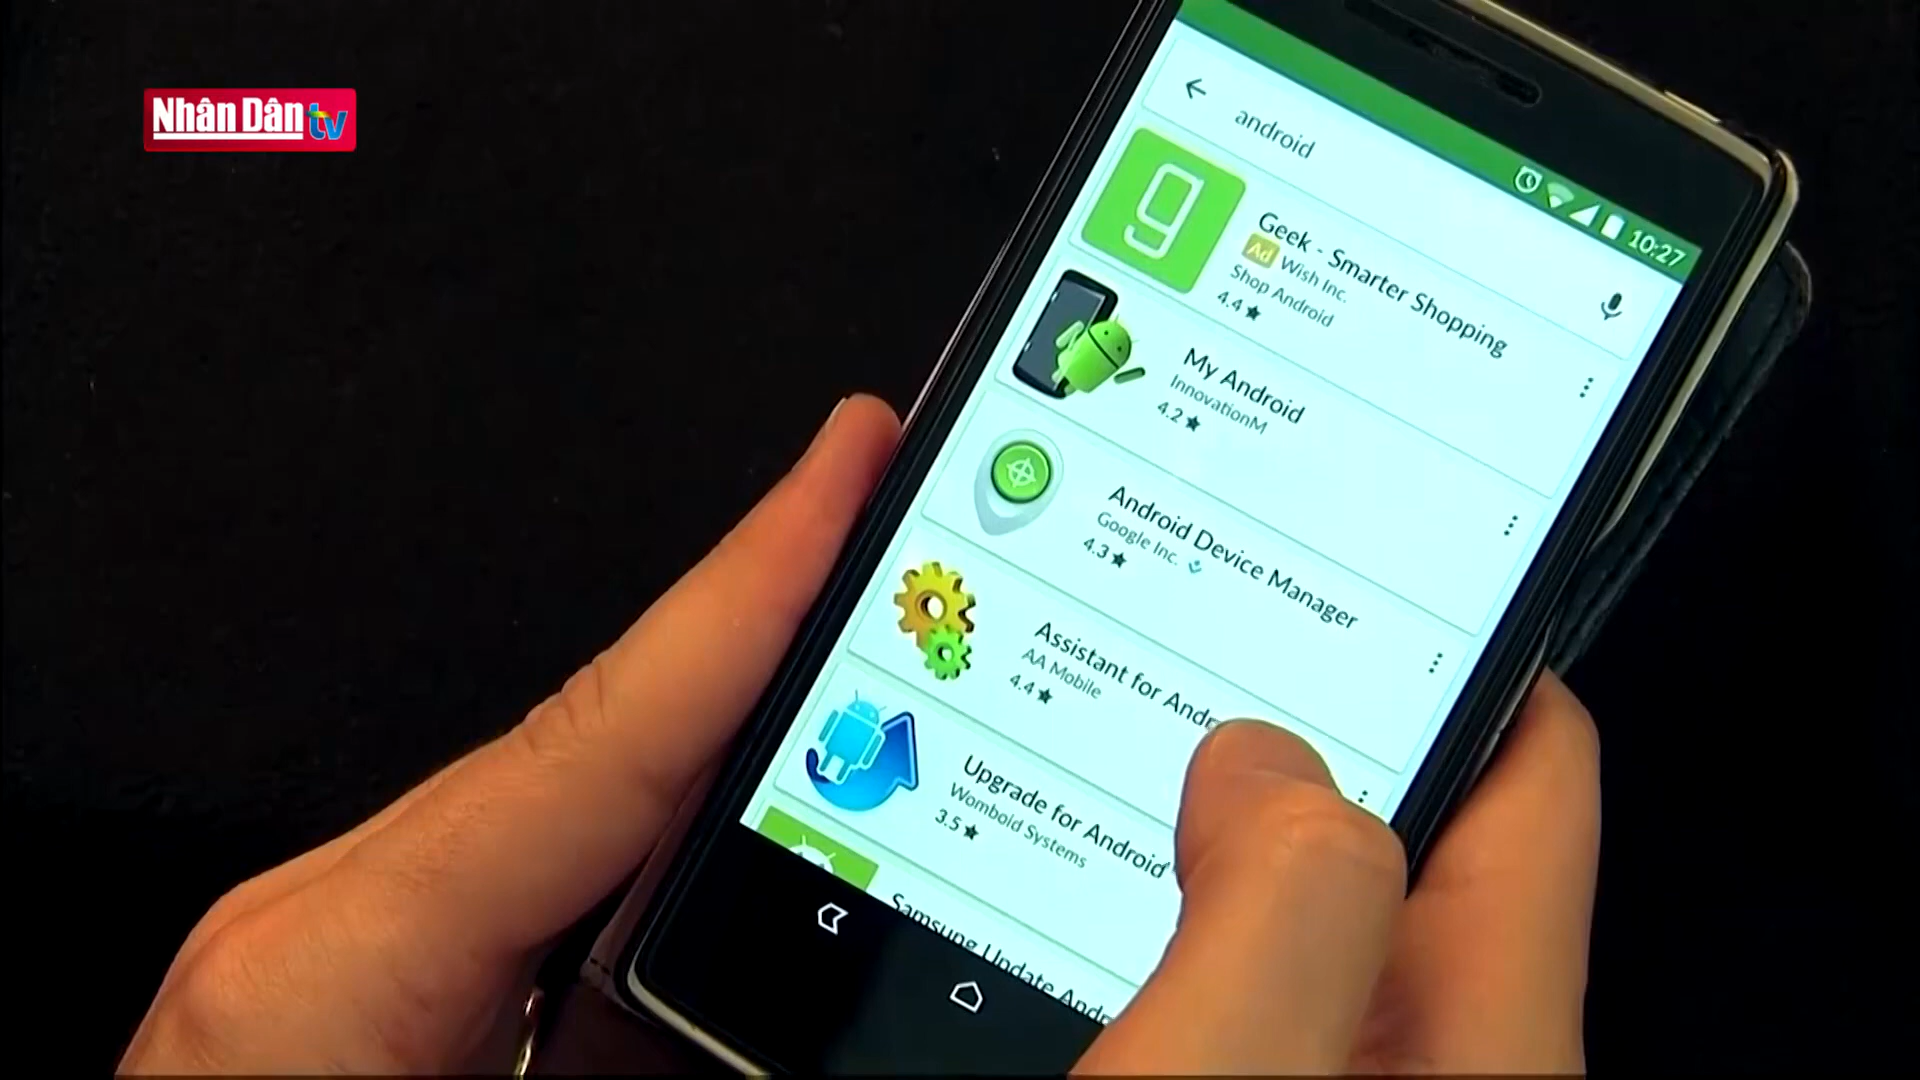 Nhân Dân tv
10:27
android
Geek - Smarter Shopping
Ad Wish Inc.
Shop Android
4.4
My Android
InnovationM
4.2
Android Device Manager
Google Inc.
4.3
Assistant for Andr
AA Mobile
4.4
Upgrade for Android
Womboid Systems
3.5
Samsung Update Andr